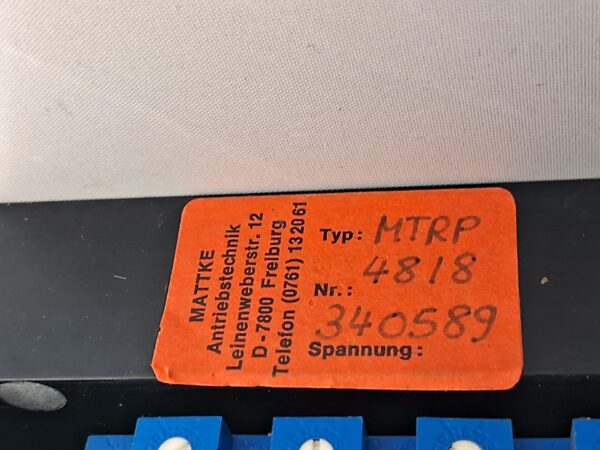 MATTKE
Antriebstechnik
Leinenweberstr. 12
D-7800 Freiburg
Telefon (0761) 132061
Typ: MTRP
4818
Nr.:
340589
Spannung: